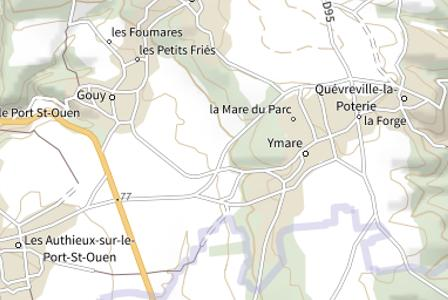 D95
les Foumares
les Petits Friés
Gouy
Quévreville-la-
Poterie
le Port St-Ouen
la Mare du Parc
la Forge
Ymare
77
Les Authieux-sur-le-
Port-St-Ouen